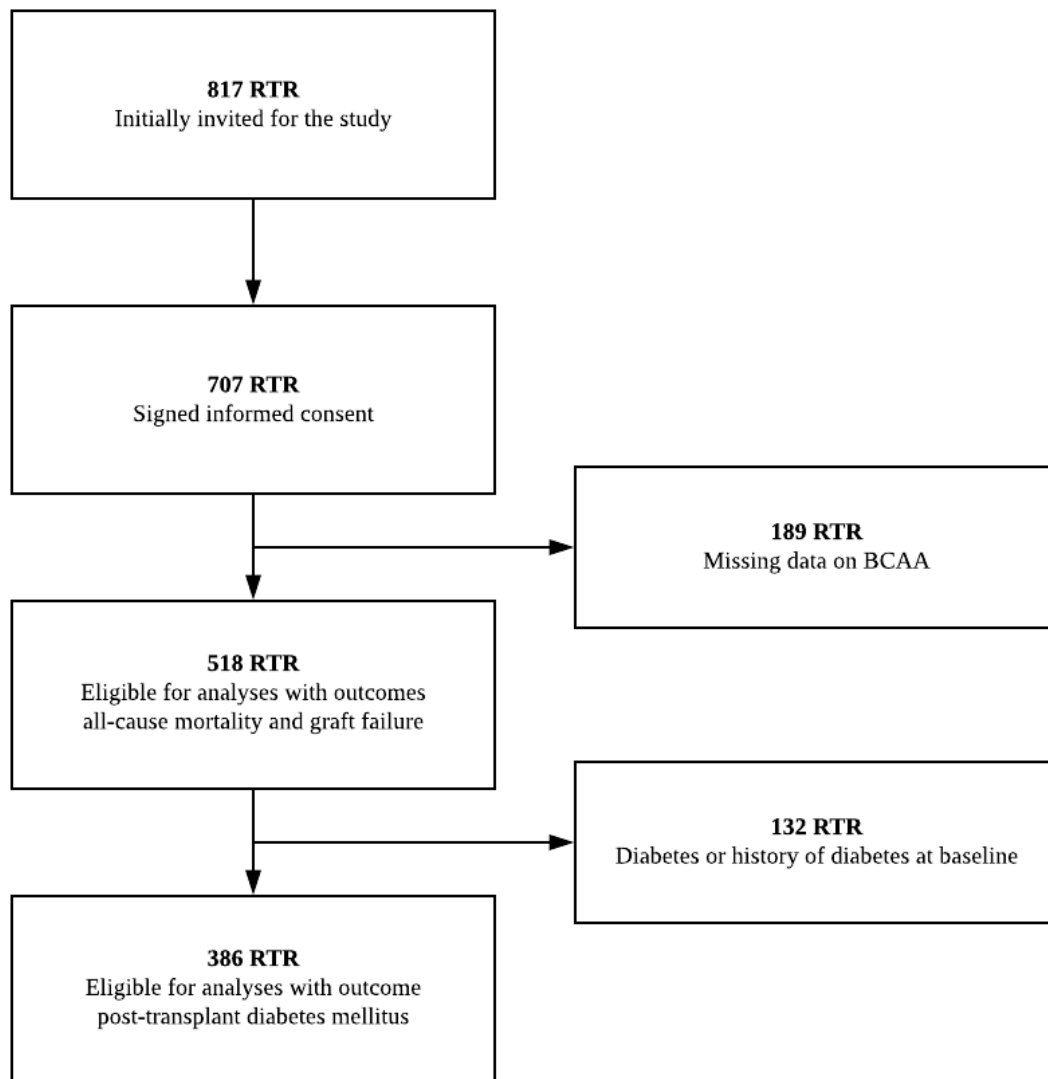 817 RTR
Initially invited for the study
707 RTR
Signed informed consent
189 RTR
Missing data on BCAA
518 RTR
Eligible for analyses with outcomes
all-cause mortality and graft failure
132 RTR
Diabetes or history of diabetes at baseline
386 RTR
Eligible for analyses with outcome
post-transplant diabetes mellitus